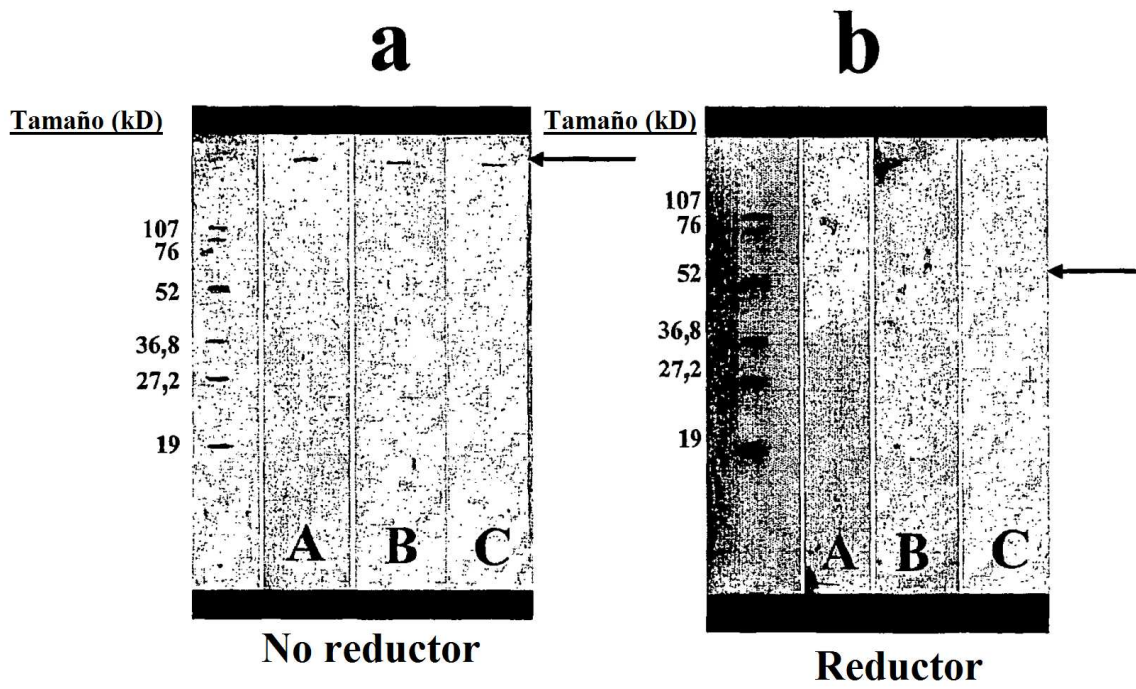 a
b
Tamaño (kD)
107
76
52
36,8
27,2
19
A B C
No reductor
Tamaño (kD)
107
76
52
36,8
27,2
19
A B C
Reductor